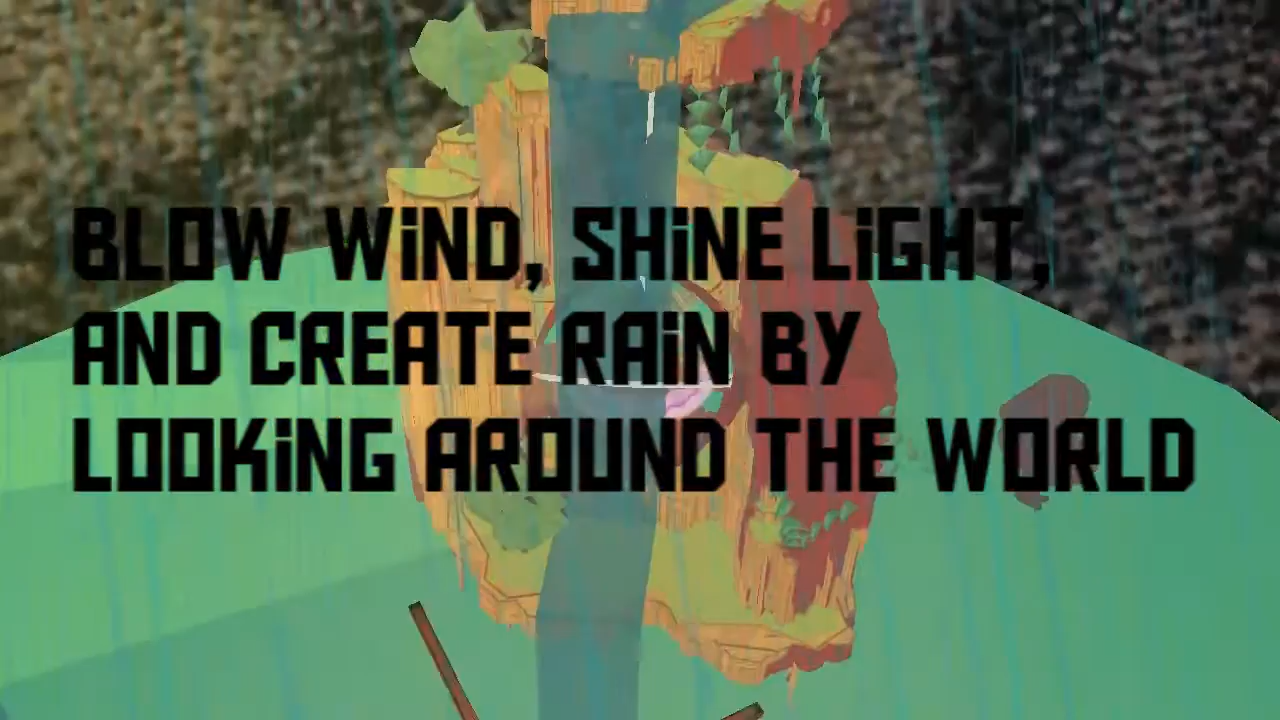 BLOW WiND, SHiNE LiGHT,
AND CREATE RAiN BY
LOOKiNG AROUND THE WORLD